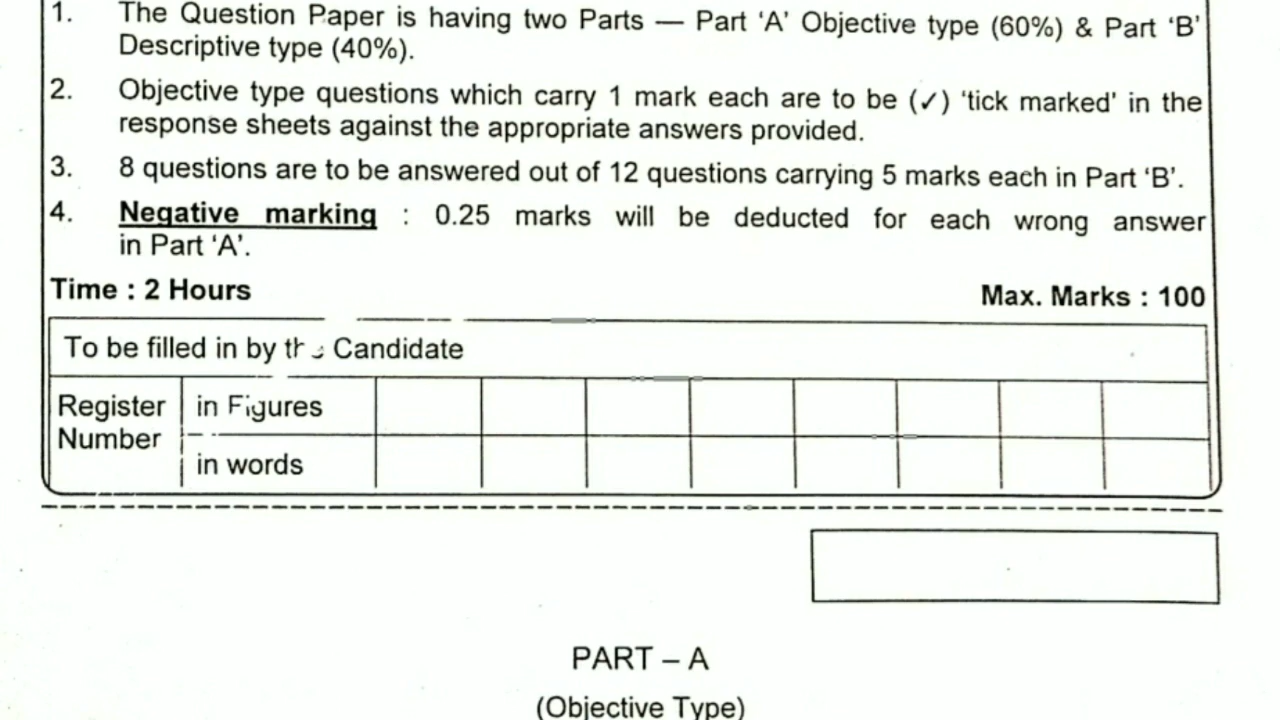 1. The Question Paper is having two Parts — Part ‘A’ Objective type (60%) & Part ‘B’
Descriptive type (40%).
2. Objective type questions which carry 1 mark each are to be (✓) ‘tick marked’ in the
response sheets against the appropriate answers provided.
3. 8 questions are to be answered out of 12 questions carrying 5 marks each in Part ‘B’.
4. Negative marking : 0.25 marks will be deducted for each wrong answer
in Part ‘A’.
Time : 2 Hours Max. Marks : 100
To be filled in by the Candidate
Register Number
in Figures
in words
PART – A
(Objective Type)